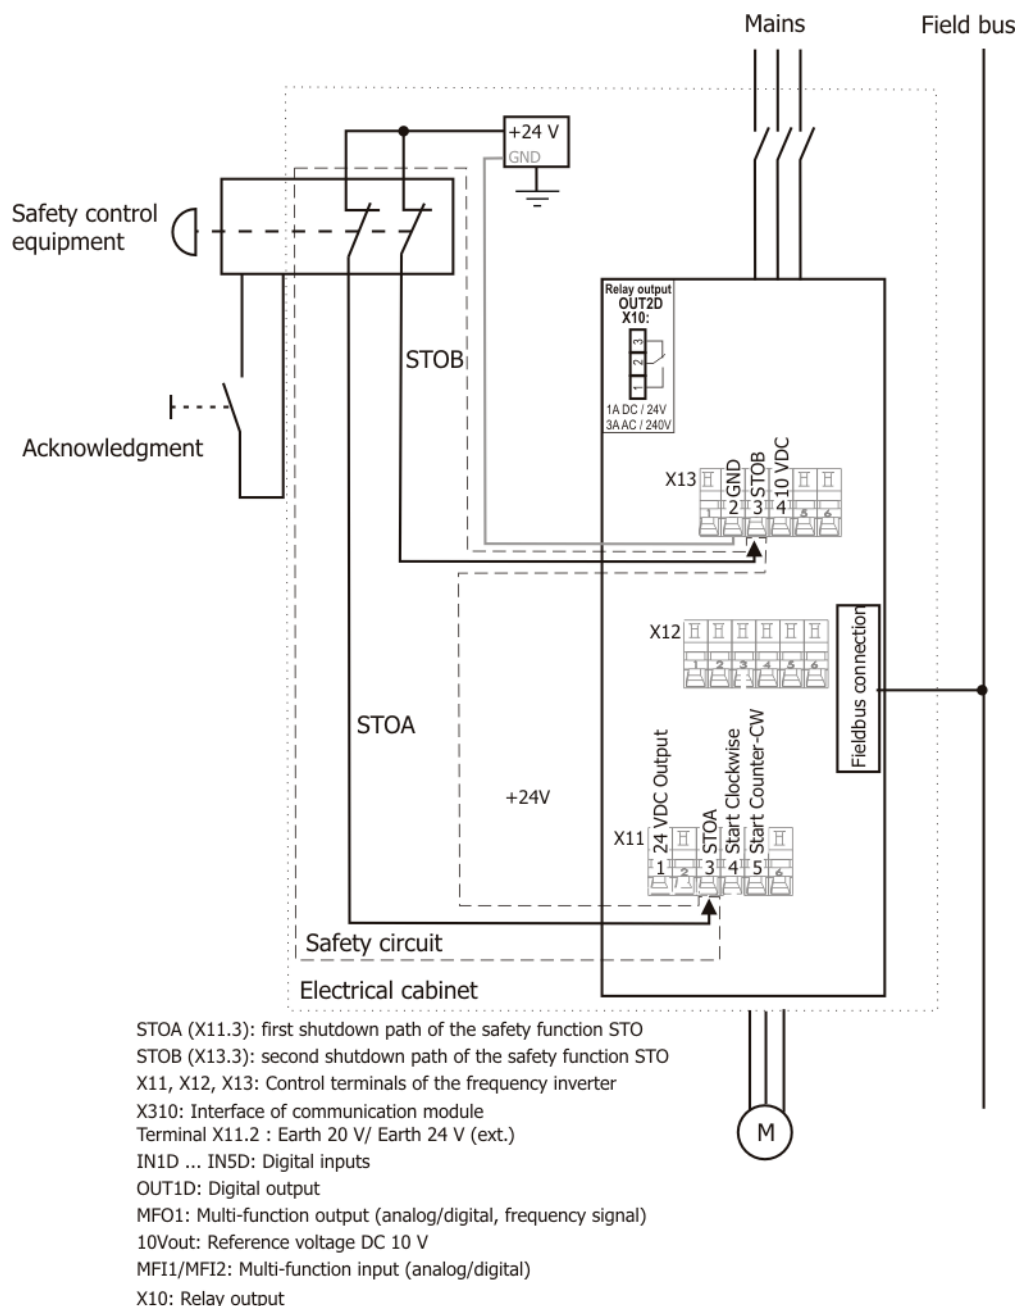 Mains
Field bus
+24 V
GND
Safety control
equipment
Relay output
OUT2D
X10:
3
2
1
1A DC / 24V
3A AC / 240V
STOB
Acknowledgment
X13
GND
STOB
10 VDC
1 2 3 4 5 6
X12
1 2 3 4 5 6
Fieldbus connection
STOA
+24V
X11
24 VDC Output
STOA
Start Clockwise
Start Counter-CW
1 2 3 4 5 6
Safety circuit
Electrical cabinet
M
STOA (X11.3): first shutdown path of the safety function STO
STOB (X13.3): second shutdown path of the safety function STO
X11, X12, X13: Control terminals of the frequency inverter
X310: Interface of communication module
Terminal X11.2 : Earth 20 V/ Earth 24 V (ext.)
IN1D ... IN5D: Digital inputs
OUT1D: Digital output
MFO1: Multi-function output (analog/digital, frequency signal)
10Vout: Reference voltage DC 10 V
MFI1/MFI2: Multi-function input (analog/digital)
X10: Relay output